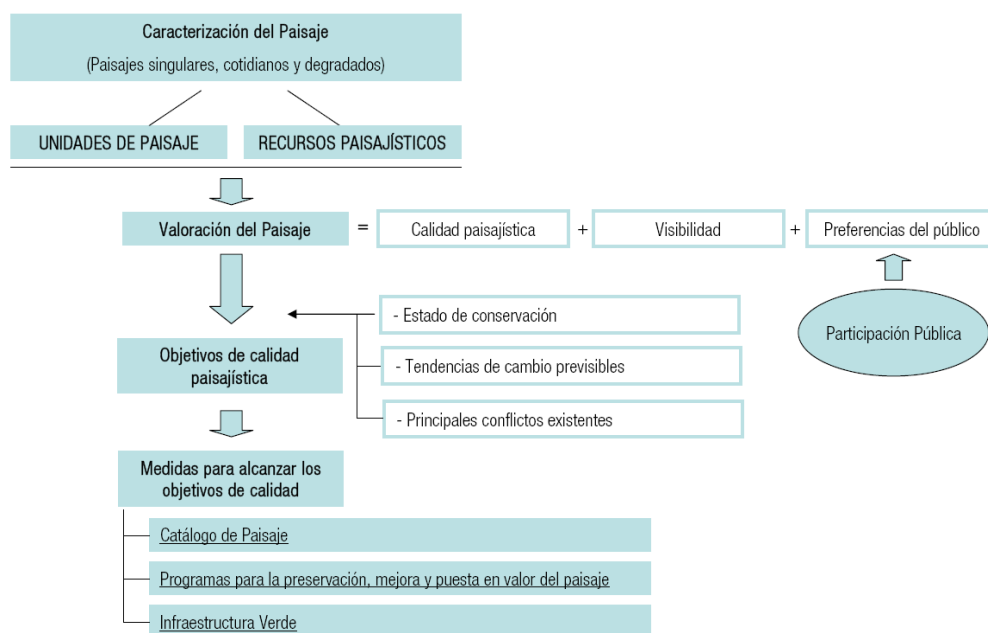 Caracterización del Paisaje
(Paisajes singulares, cotidianos y degradados)
UNIDADES DE PAISAJE
RECURSOS PAISAJÍSTICOS
Valoración del Paisaje
=
Calidad paisajística
+
Visibilidad
+
Preferencias del público
Participación Pública
- Estado de conservación
- Tendencias de cambio previsibles
- Principales conflictos existentes
Objetivos de calidad
paisajística
Medidas para alcanzar los
objetivos de calidad
Catálogo de Paisaje
Programas para la preservación, mejora y puesta en valor del paisaje
Infraestructura Verde